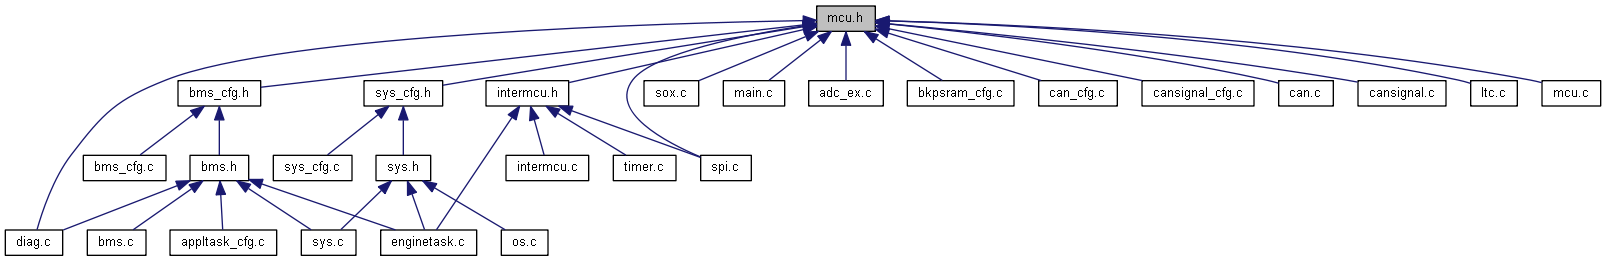 mcu.h
bms_cfg.h
sys_cfg.h
intermcu.h
sox.c
main.c
adc_ex.c
bkpsram_cfg.c
can_cfg.c
cansignal_cfg.c
can.c
cansignal.c
ltc.c
mcu.c
bms_cfg.c
bms.h
sys_cfg.c
sys.h
intermcu.c
timer.c
spi.c
diag.c
bms.c
appltask_cfg.c
sys.c
enginetask.c
os.c